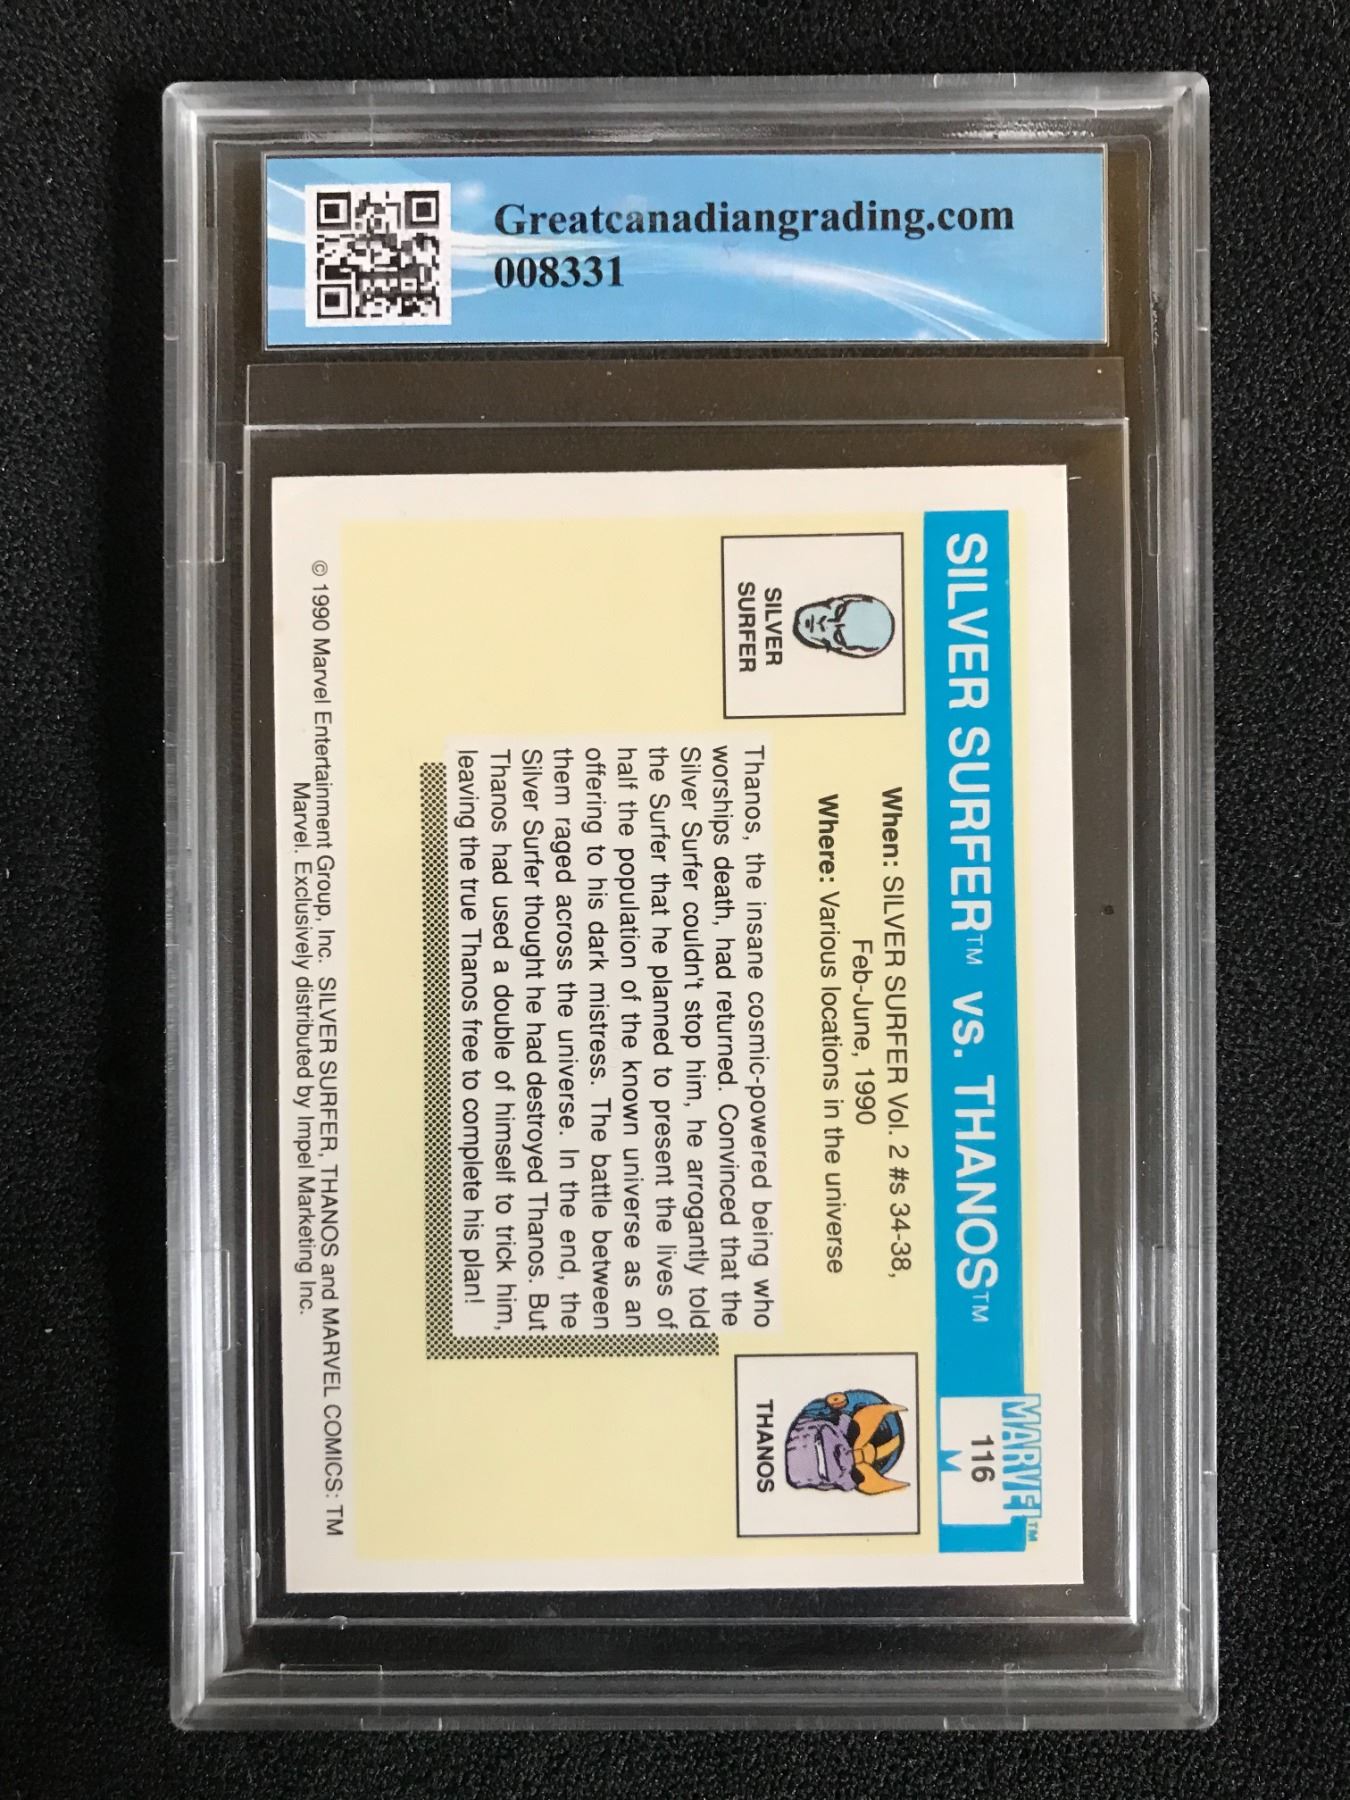 Greatcanadiangrading.com
008331
SILVER SURFER™ vs. THANOS™
MARVEL™
116
M
When: SILVER SURFER Vol. 2 #s 34-38,
Feb-June, 1990
Where: Various locations in the universe
SILVER
SURFER
THANOS
Thanos, the insane cosmic-powered being who
worships death, had returned. Convinced that the
Silver Surfer couldn't stop him, he arrogantly told
the Surfer that he planned to present the lives of
half the population of the known universe as an
offering to his dark mistress. The battle between
them raged across the universe. In the end, the
Silver Surfer thought he had destroyed Thanos. But
Thanos had used a double of himself to trick him,
leaving the true Thanos free to complete his plan!
© 1990 Marvel Entertainment Group, Inc. SILVER SURFER, THANOS and MARVEL COMICS: TM
Marvel. Exclusively distributed by Impel Marketing Inc.